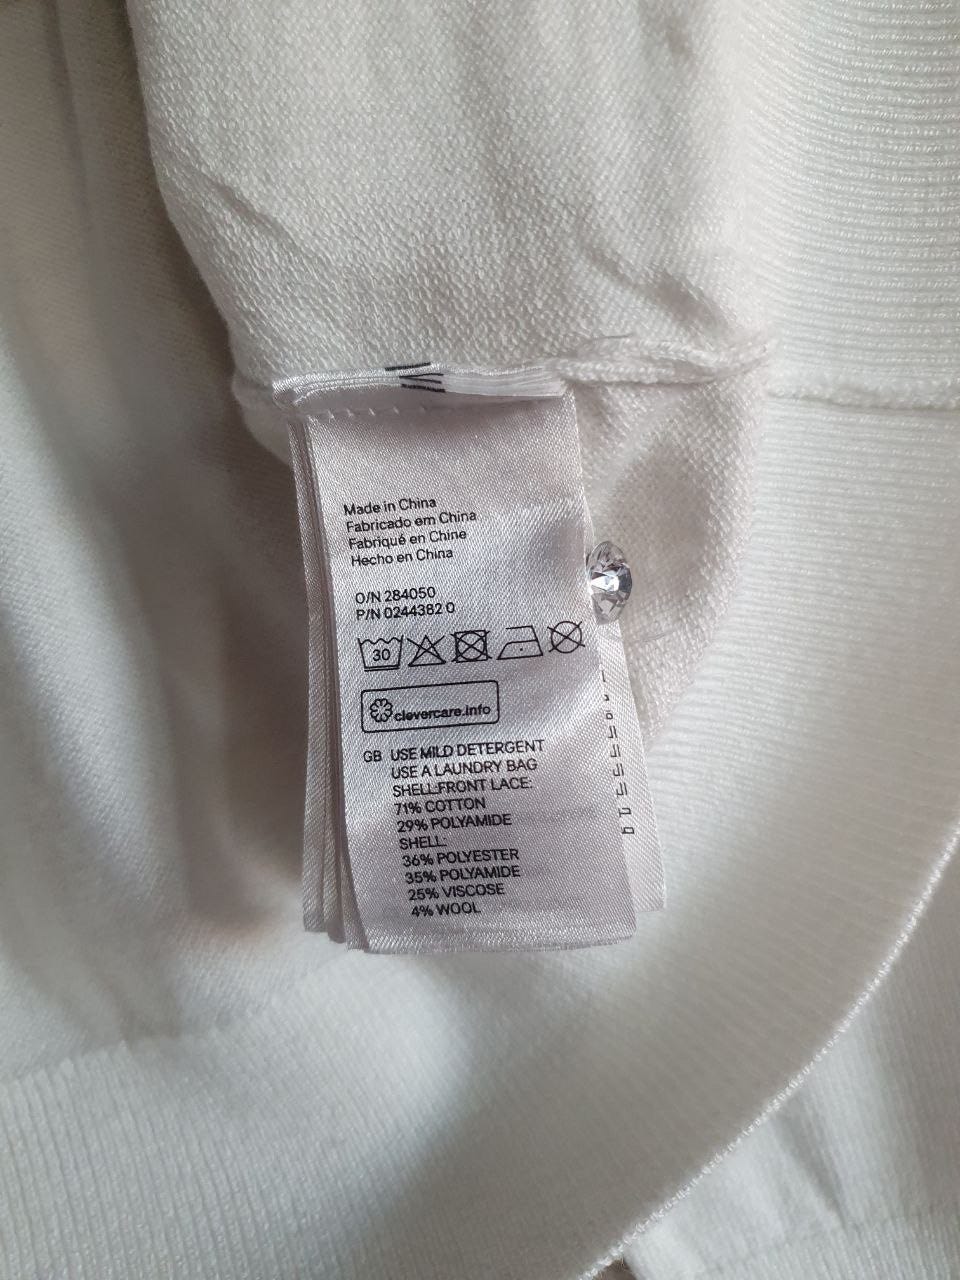 Made in China
Fabricado em China
Fabriqué en Chine
Hecho en China
O/N 284050
P/N 0244382 0
30
clevercare.info
GB USE MILD DETERGENT
USE A LAUNDRY BAG
SHELL:FRONT LACE:
71% COTTON
29% POLYAMIDE
SHELL:
36% POLYESTER
35% POLYAMIDE
25% VISCOSE
4% WOOL